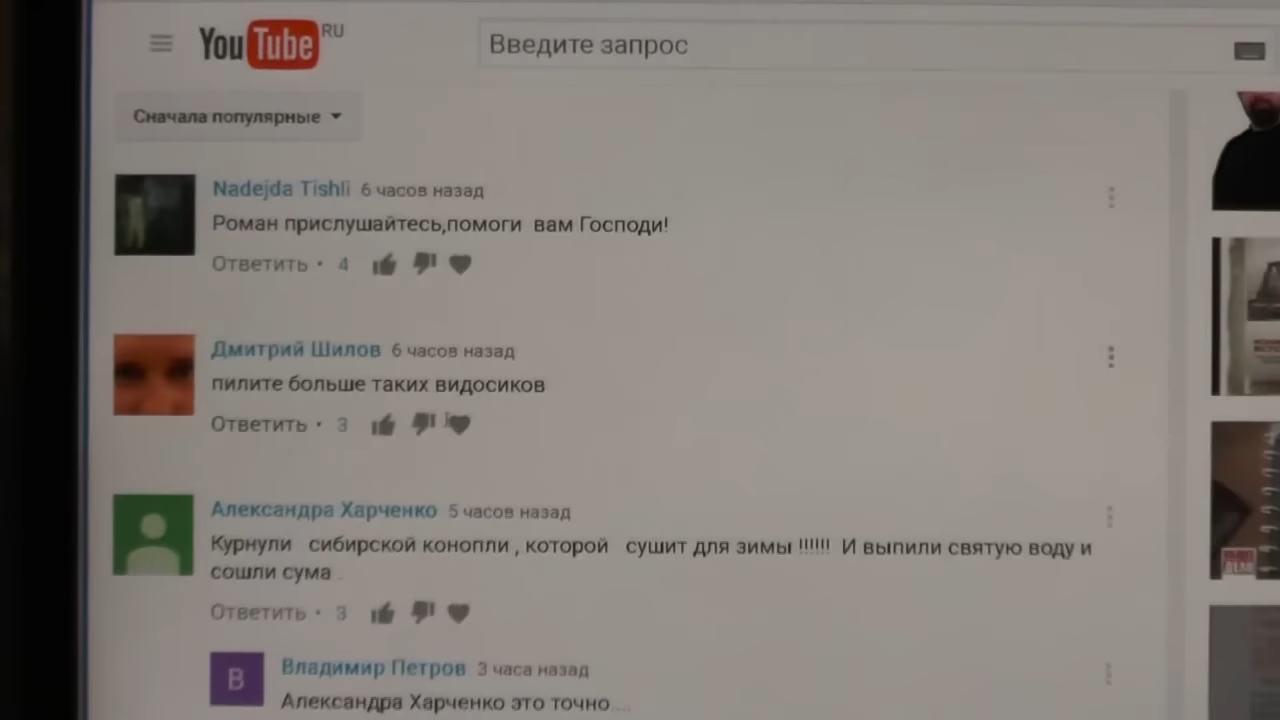 YouTube RU
Введите запрос
Сначала популярные
Nadejda Tishli 6 часов назад
Роман прислушайтесь,помоги вам Господи!
Ответить · 4
Дмитрий Шилов 6 часов назад
пилите больше таких видосиков
Ответить · 3
Александра Харченко 5 часов назад
Курнули сибирской конопли , которой сушит для зимы !!!!!! И выпили святую воду и
сошли сума .
Ответить · 3
В
Владимир Петров 3 часа назад
Александра Харченко это точно....